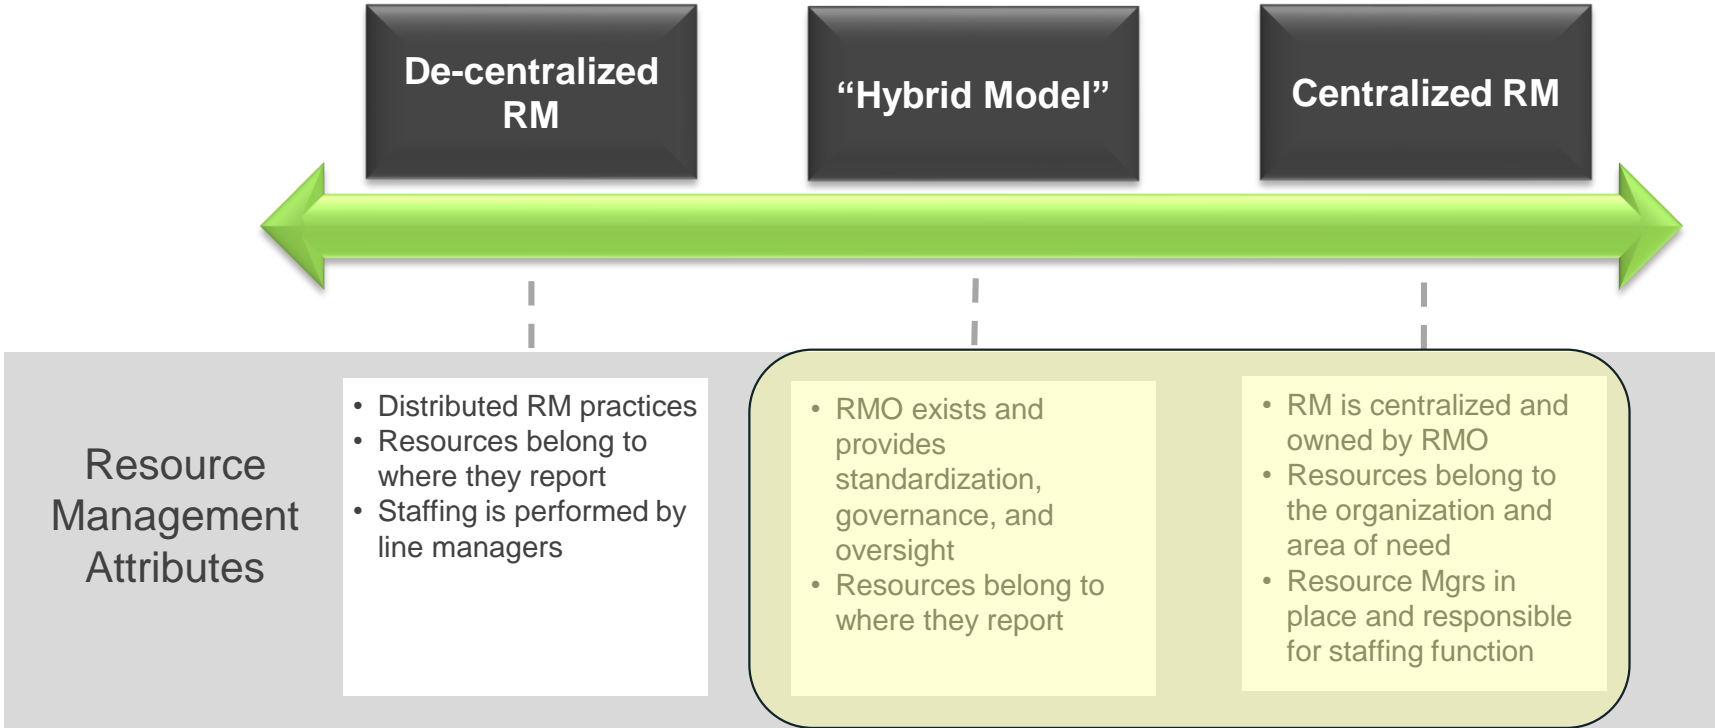 De-centralized
RM
“Hybrid Model”
Centralized RM
Resource
Management
Attributes
• Distributed RM practices
• Resources belong to
where they report
• Staffing is performed by
line managers
• RMO exists and
provides
standardization,
governance, and
oversight
• Resources belong to
where they report
• RM is centralized and
owned by RMO
• Resources belong to
the organization and
area of need
• Resource Mgrs in
place and responsible
for staffing function